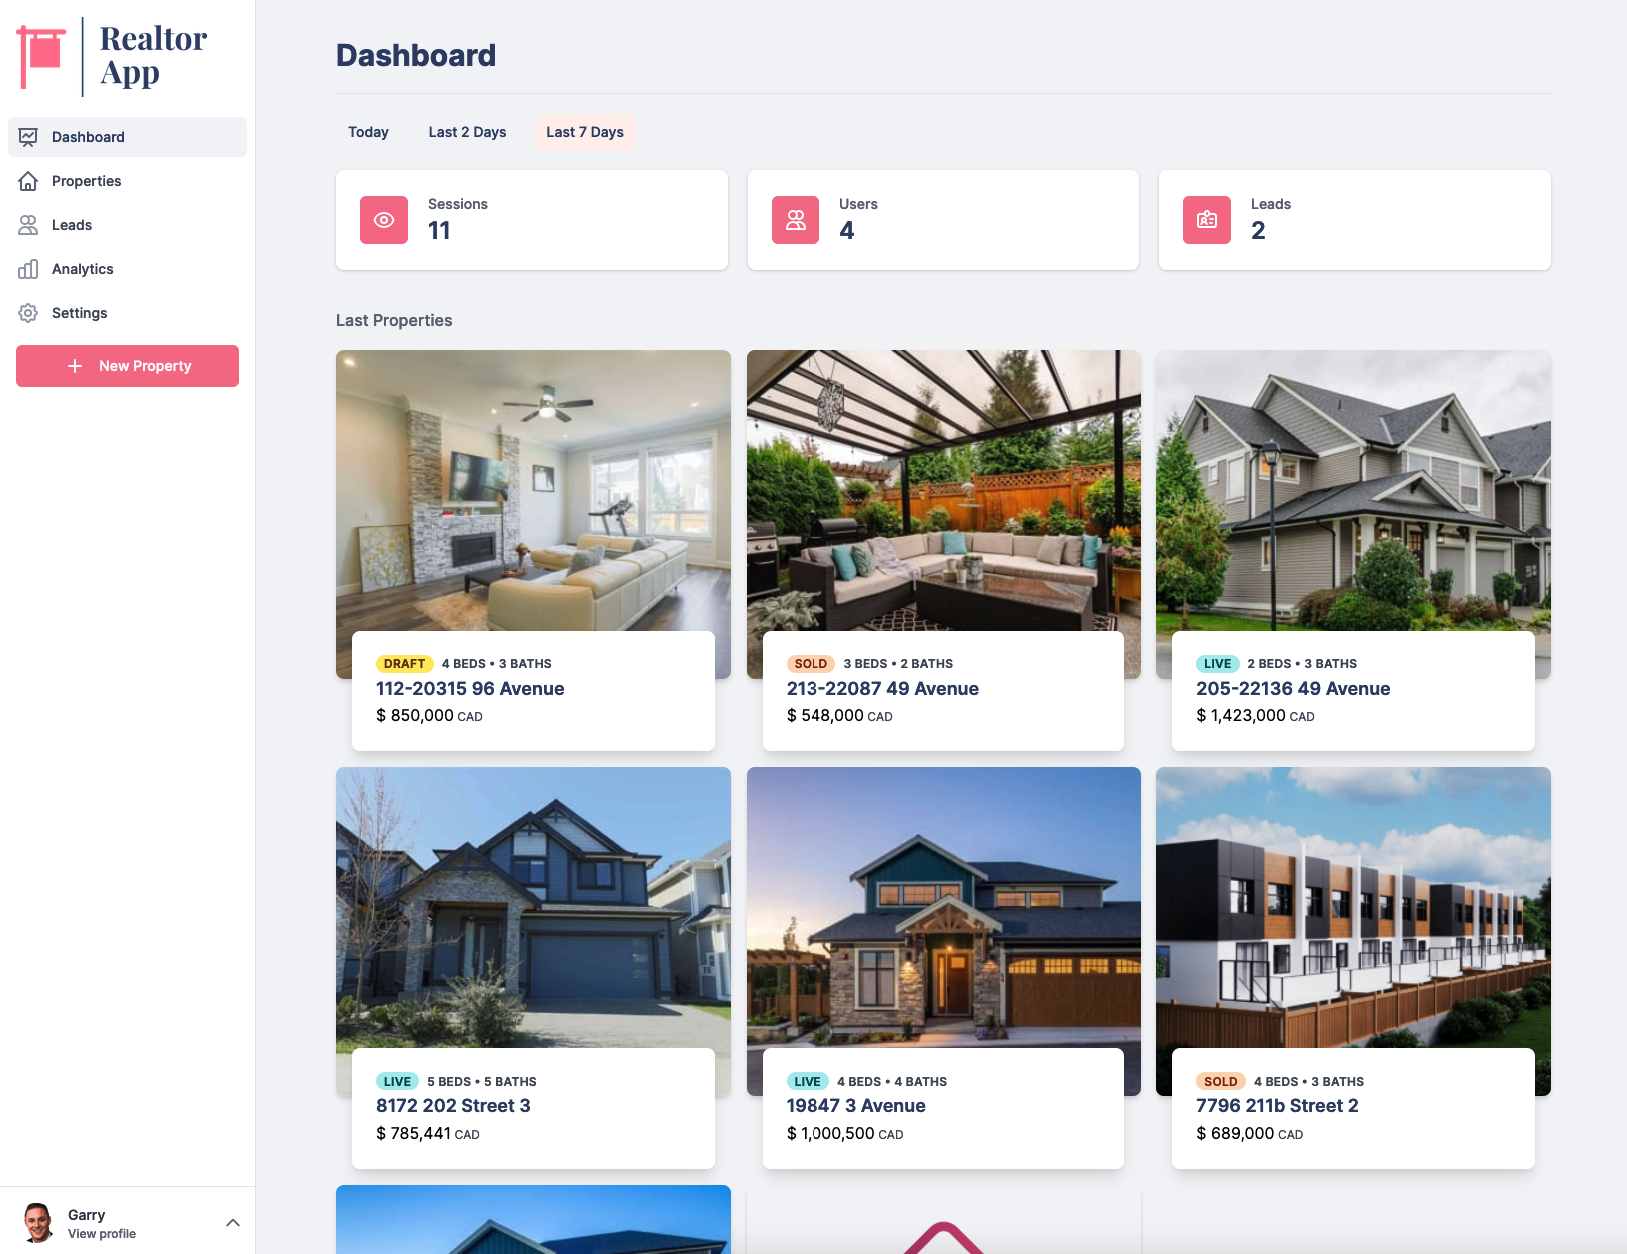 Realtor
App
Dashboard
Properties
Leads
Analytics
Settings
New Property
Garry
View profile
Dashboard
Today
Last 2 Days
Last 7 Days
Sessions
11
Users
4
Leads
2
Last Properties
DRAFT 4 BEDS • 3 BATHS
112-20315 96 Avenue
$ 850,000 CAD
SOLD 3 BEDS • 2 BATHS
213-22087 49 Avenue
$ 548,000 CAD
LIVE 2 BEDS • 3 BATHS
205-22136 49 Avenue
$ 1,423,000 CAD
LIVE 5 BEDS • 5 BATHS
8172 202 Street 3
$ 785,441 CAD
LIVE 4 BEDS • 4 BATHS
19847 3 Avenue
$ 1,000,500 CAD
SOLD 4 BEDS • 3 BATHS
7796 211b Street 2
$ 689,000 CAD